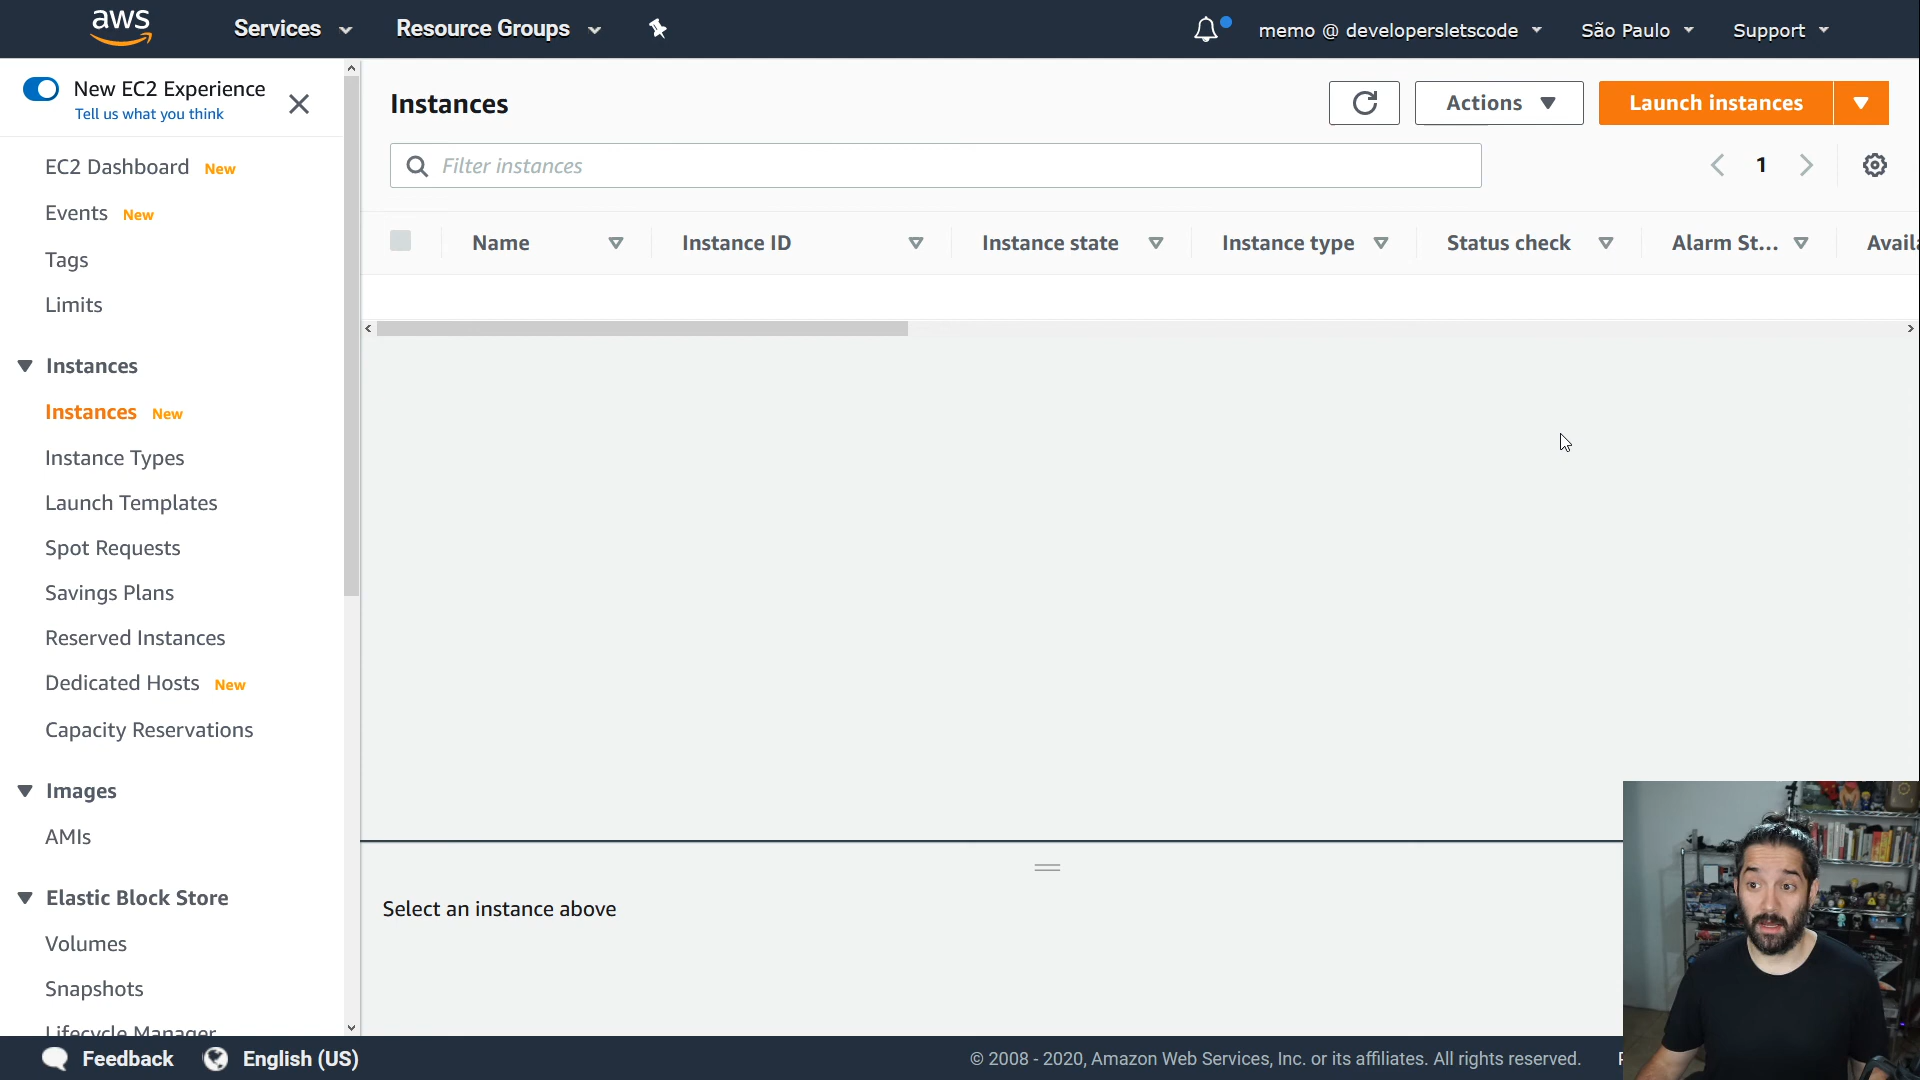 aws
Services
Resource Groups
memo @ developersletscode
São Paulo
Support
New EC2 Experience
Tell us what you think
EC2 Dashboard New
Events New
Tags
Limits
Instances
Instances New
Instance Types
Launch Templates
Spot Requests
Savings Plans
Reserved Instances
Dedicated Hosts New
Capacity Reservations
Images
AMIs
Elastic Block Store
Volumes
Snapshots
Lifecycle Manager
Instances
Actions
Launch instances
Filter instances
1
Name
Instance ID
Instance state
Instance type
Status check
Alarm St...
Avail
Select an instance above
Feedback
English (US)
© 2008 - 2020, Amazon Web Services, Inc. or its affiliates. All rights reserved.